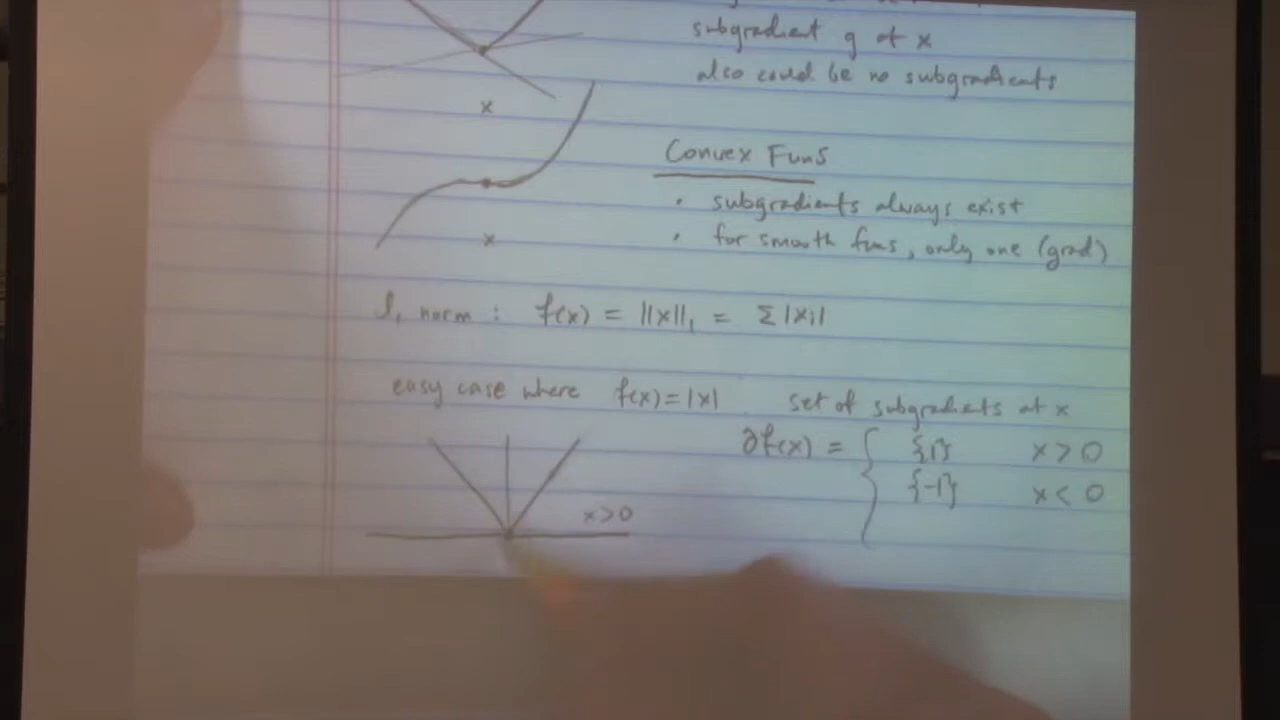 subgradient g at x
also could be no subgradients
x
Convex Funs
• subgradients always exist
x
• for smooth funs, only one (grad)
l₁ norm : f(x) = ||x||₁ = Σ|xᵢ|
easy case where f(x)=|x| set of subgradients at x
∂f(x) = { {1} x > 0
{-1} x < 0
x>0